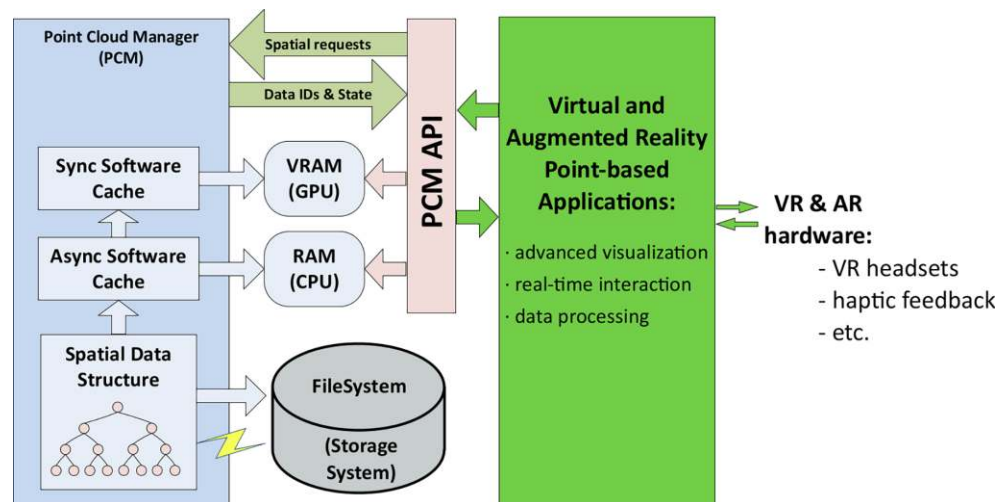 Point Cloud Manager
(PCM)
Spatial requests
Data IDs & State
Sync Software
Cache
VRAM
(GPU)
Async Software
Cache
RAM
(CPU)
Spatial Data
Structure
FileSystem
(Storage
System)
PCM API
Virtual and
Augmented Reality
Point-based
Applications:
· advanced visualization
· real-time interaction
· data processing
VR & AR
hardware:
- VR headsets
- haptic feedback
- etc.